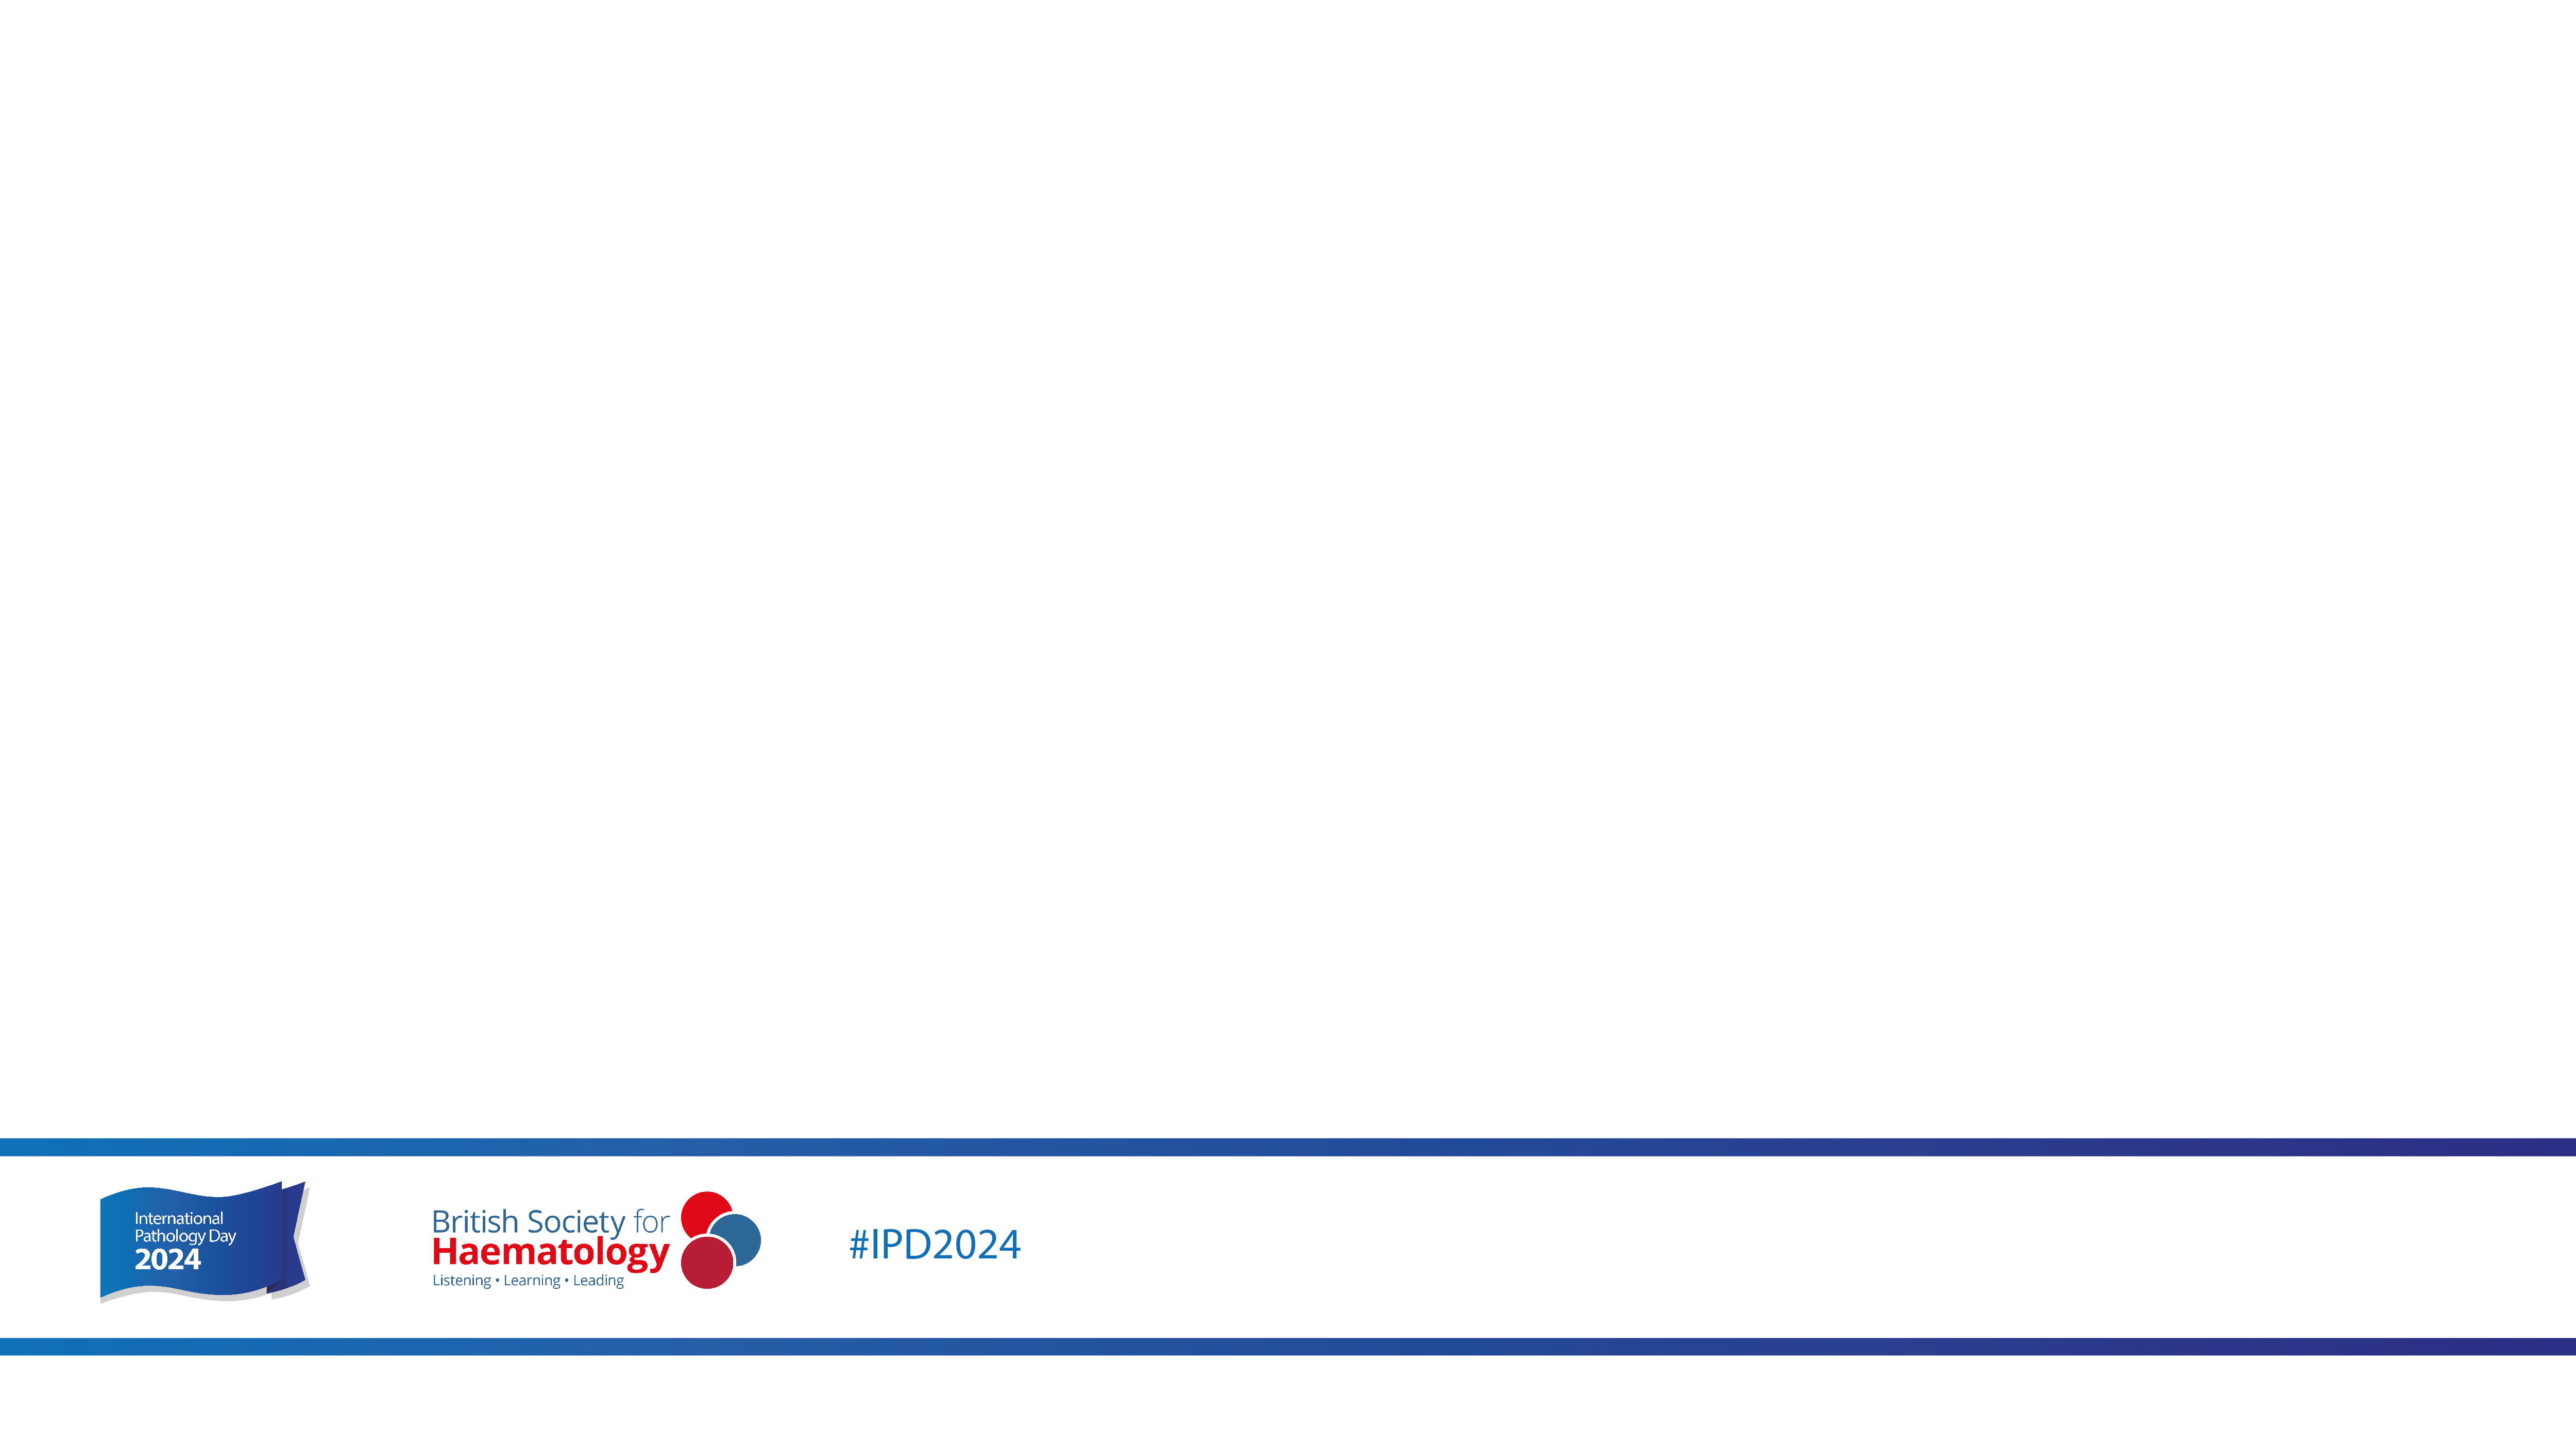 International
Pathology Day
2024
British Society for
Haematology
Listening • Learning • Leading
#IPD2024